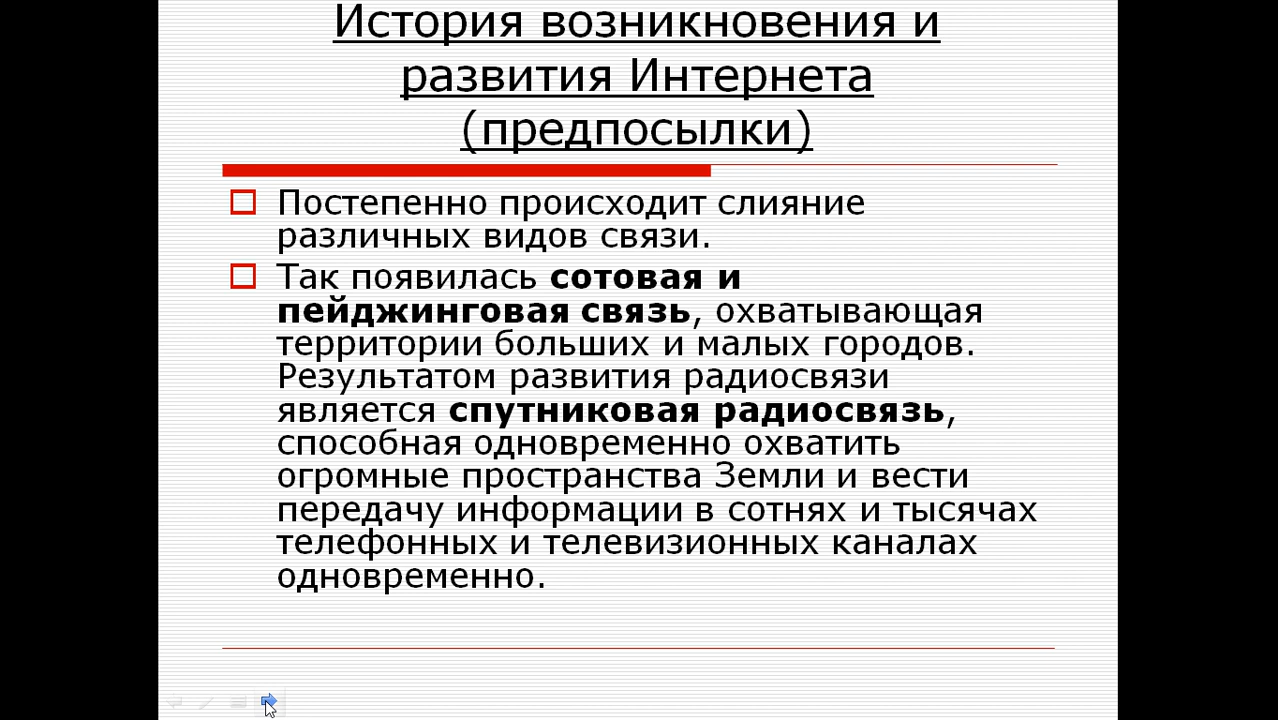 История возникновения и
развития Интернета
(предпосылки)
Постепенно происходит слияние
различных видов связи.
Так появилась сотовая и
пейджинговая связь, охватывающая
территории больших и малых городов.
Результатом развития радиосвязи
является спутниковая радиосвязь,
способная одновременно охватить
огромные пространства Земли и вести
передачу информации в сотнях и тысячах
телефонных и телевизионных каналах
одновременно.